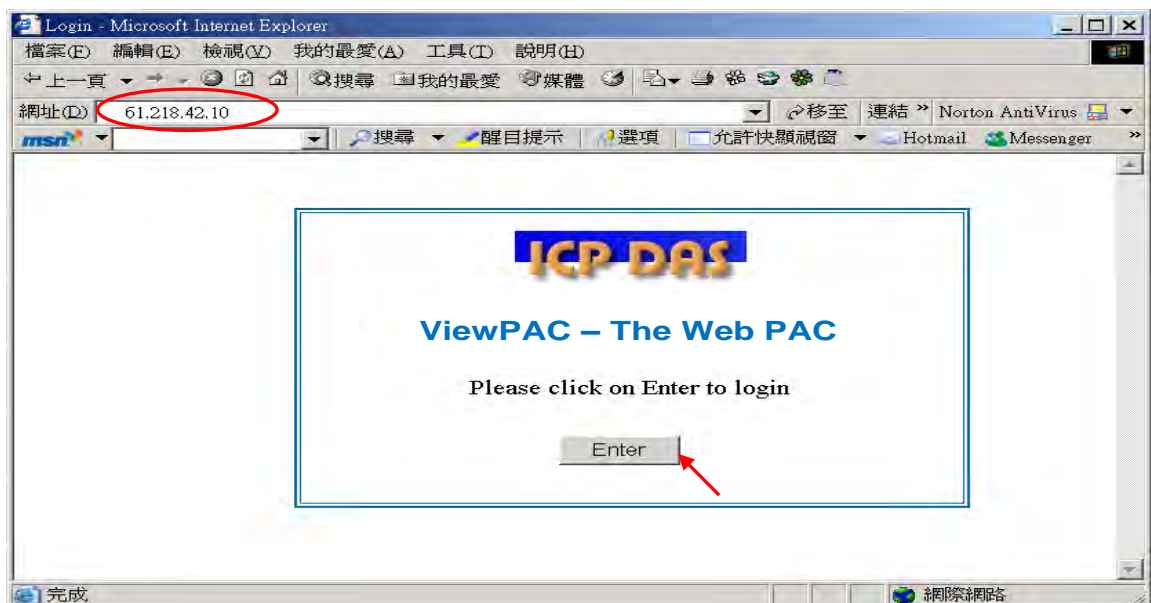 Login - Microsoft Internet Explorer
檔案(F) 編輯(E) 檢視(V) 我的最愛(A) 工具(T) 說明(H)
上一頁 搜尋 我的最愛 媒體
網址(D) 61.218.42.10 移至 連結 » Norton AntiVirus
msn 搜尋 醒目提示 選項 允許快顯視窗 Hotmail Messenger »
ICP DAS
ViewPAC – The Web PAC
Please click on Enter to login
Enter
完成 網際網路